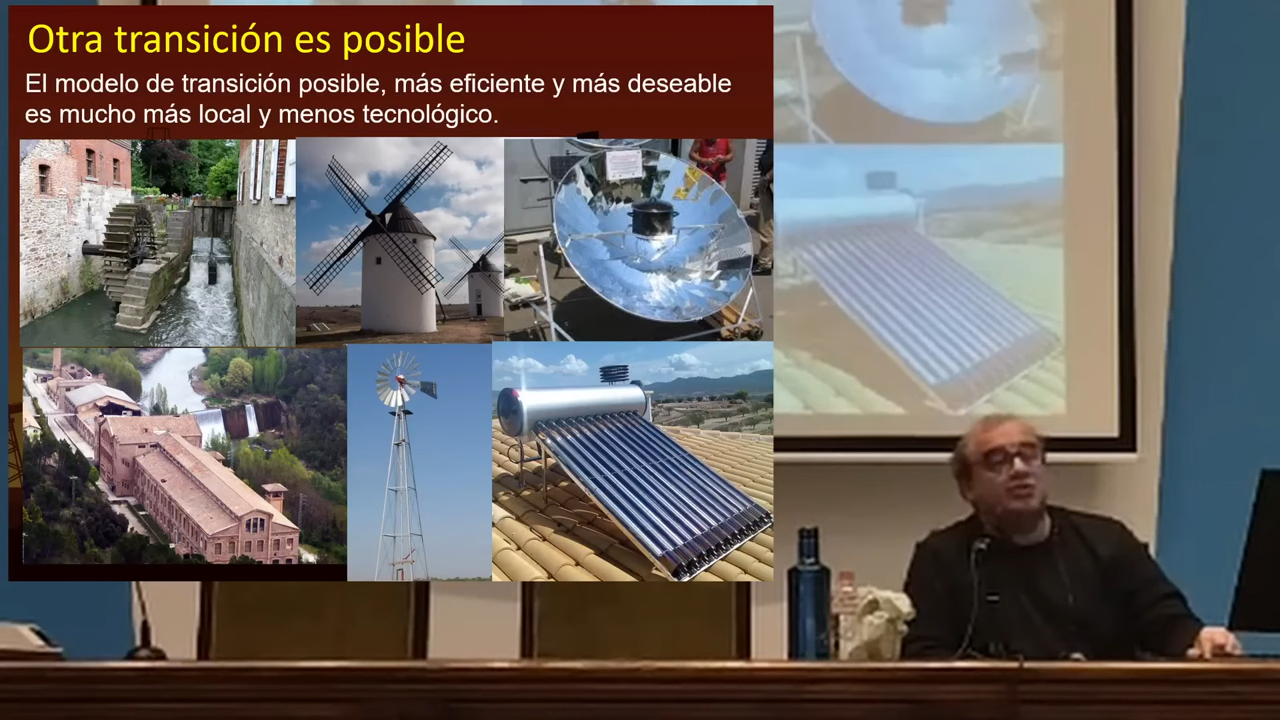 Otra transición es posible
El modelo de transición posible, más eficiente y más deseable
es mucho más local y menos tecnológico.